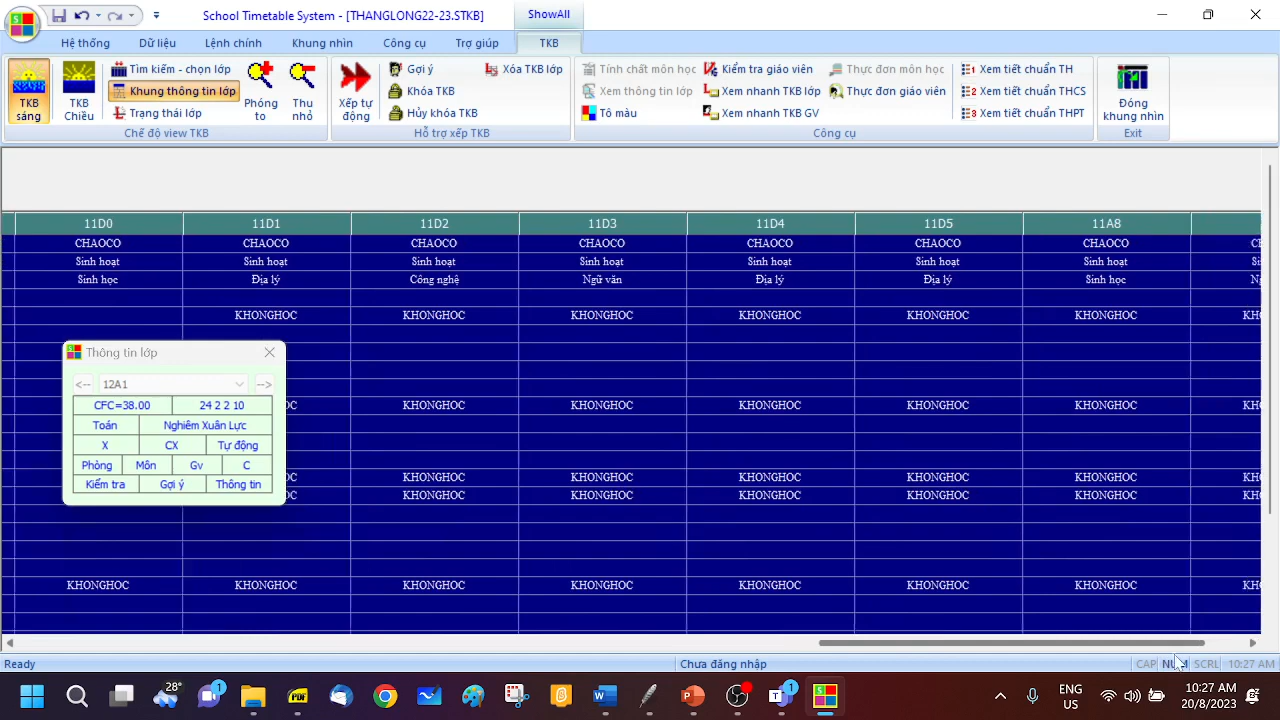 School Timetable System - [THANGLONG22-23.STKB]
ShowAll
Hệ thống Dữ liệu Lệnh chính Khung nhìn Công cụ Trợ giúp TKB
TKB sáng
TKB Chiều
Tìm kiếm - chọn lớp
Khung thông tin lớp
Trạng thái lớp
Phóng to
Thu nhỏ
Chế độ view TKB
Xếp tự động
Gợi ý
Khóa TKB
Hủy khóa TKB
Xóa TKB lớp
Hỗ trợ xếp TKB
Tính chất môn học
Xem thông tin lớp
Tô màu
Kiểm tra giáo viên
Xem nhanh TKB lớp
Xem nhanh TKB GV
Thực đơn môn học
Thực đơn giáo viên
1 Xem tiết chuẩn TH
2 Xem tiết chuẩn THCS
3 Xem tiết chuẩn THPT
Công cụ
Đóng khung nhìn
Exit
11D0 11D1 11D2 11D3 11D4 11D5 11A8
CHAOCO CHAOCO CHAOCO CHAOCO CHAOCO CHAOCO CHAOCO
Sinh hoạt Sinh hoạt Sinh hoạt Sinh hoạt Sinh hoạt Sinh hoạt Sinh hoạt
Sinh học Địa lý Công nghệ Ngữ văn Địa lý Địa lý Sinh học
KHONGHOC KHONGHOC KHONGHOC KHONGHOC KHONGHOC KHONGHOC
Thông tin lớp
<-- 12A1 -->
CFC=38.00 24 2 2 10
Toán Nghiêm Xuân Lực
X CX Tự động
Phòng Môn Gv C
Kiểm tra Gợi ý Thông tin
KHONGHOC KHONGHOC KHONGHOC KHONGHOC KHONGHOC
KHONGHOC KHONGHOC KHONGHOC KHONGHOC KHONGHOC
KHONGHOC KHONGHOC KHONGHOC KHONGHOC KHONGHOC
KHONGHOC KHONGHOC KHONGHOC KHONGHOC KHONGHOC KHONGHOC KHONGHOC
Ready Chưa đăng nhập CAP NUM SCRL 10:27 AM
28°
1
PDF
1
ENG
US
10:27 AM
20/8/2023